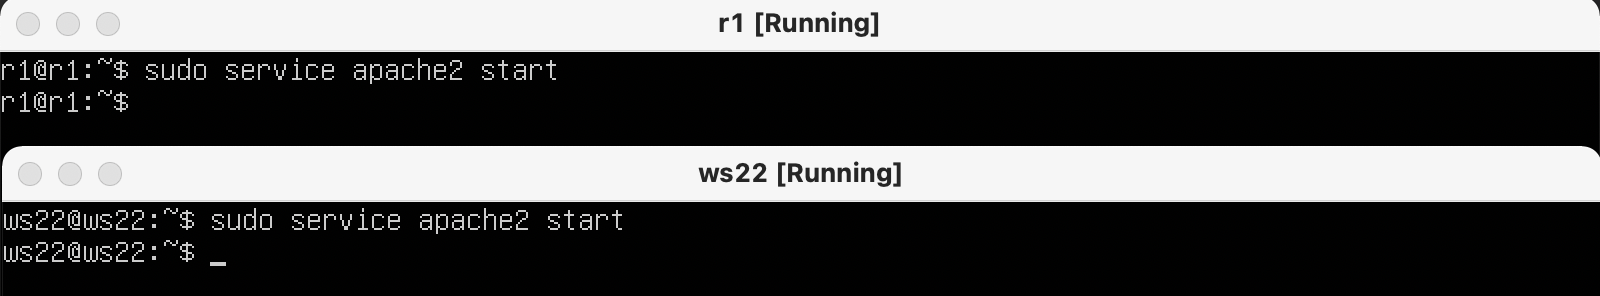 r1 [Running]
r1@r1:~$ sudo service apache2 start
r1@r1:~$
ws22 [Running]
ws22@ws22:~$ sudo service apache2 start
ws22@ws22:~$ _